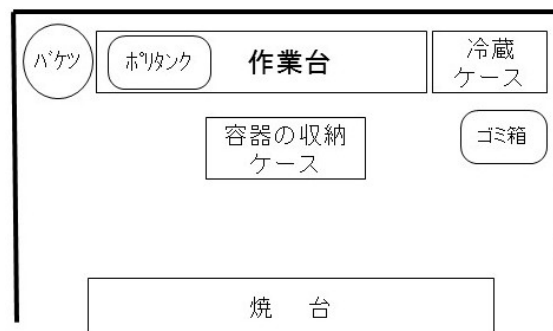 バケツ
ポリタンク
作業台
冷蔵
ケース
容器の収納
ケース
ゴミ箱
焼　台